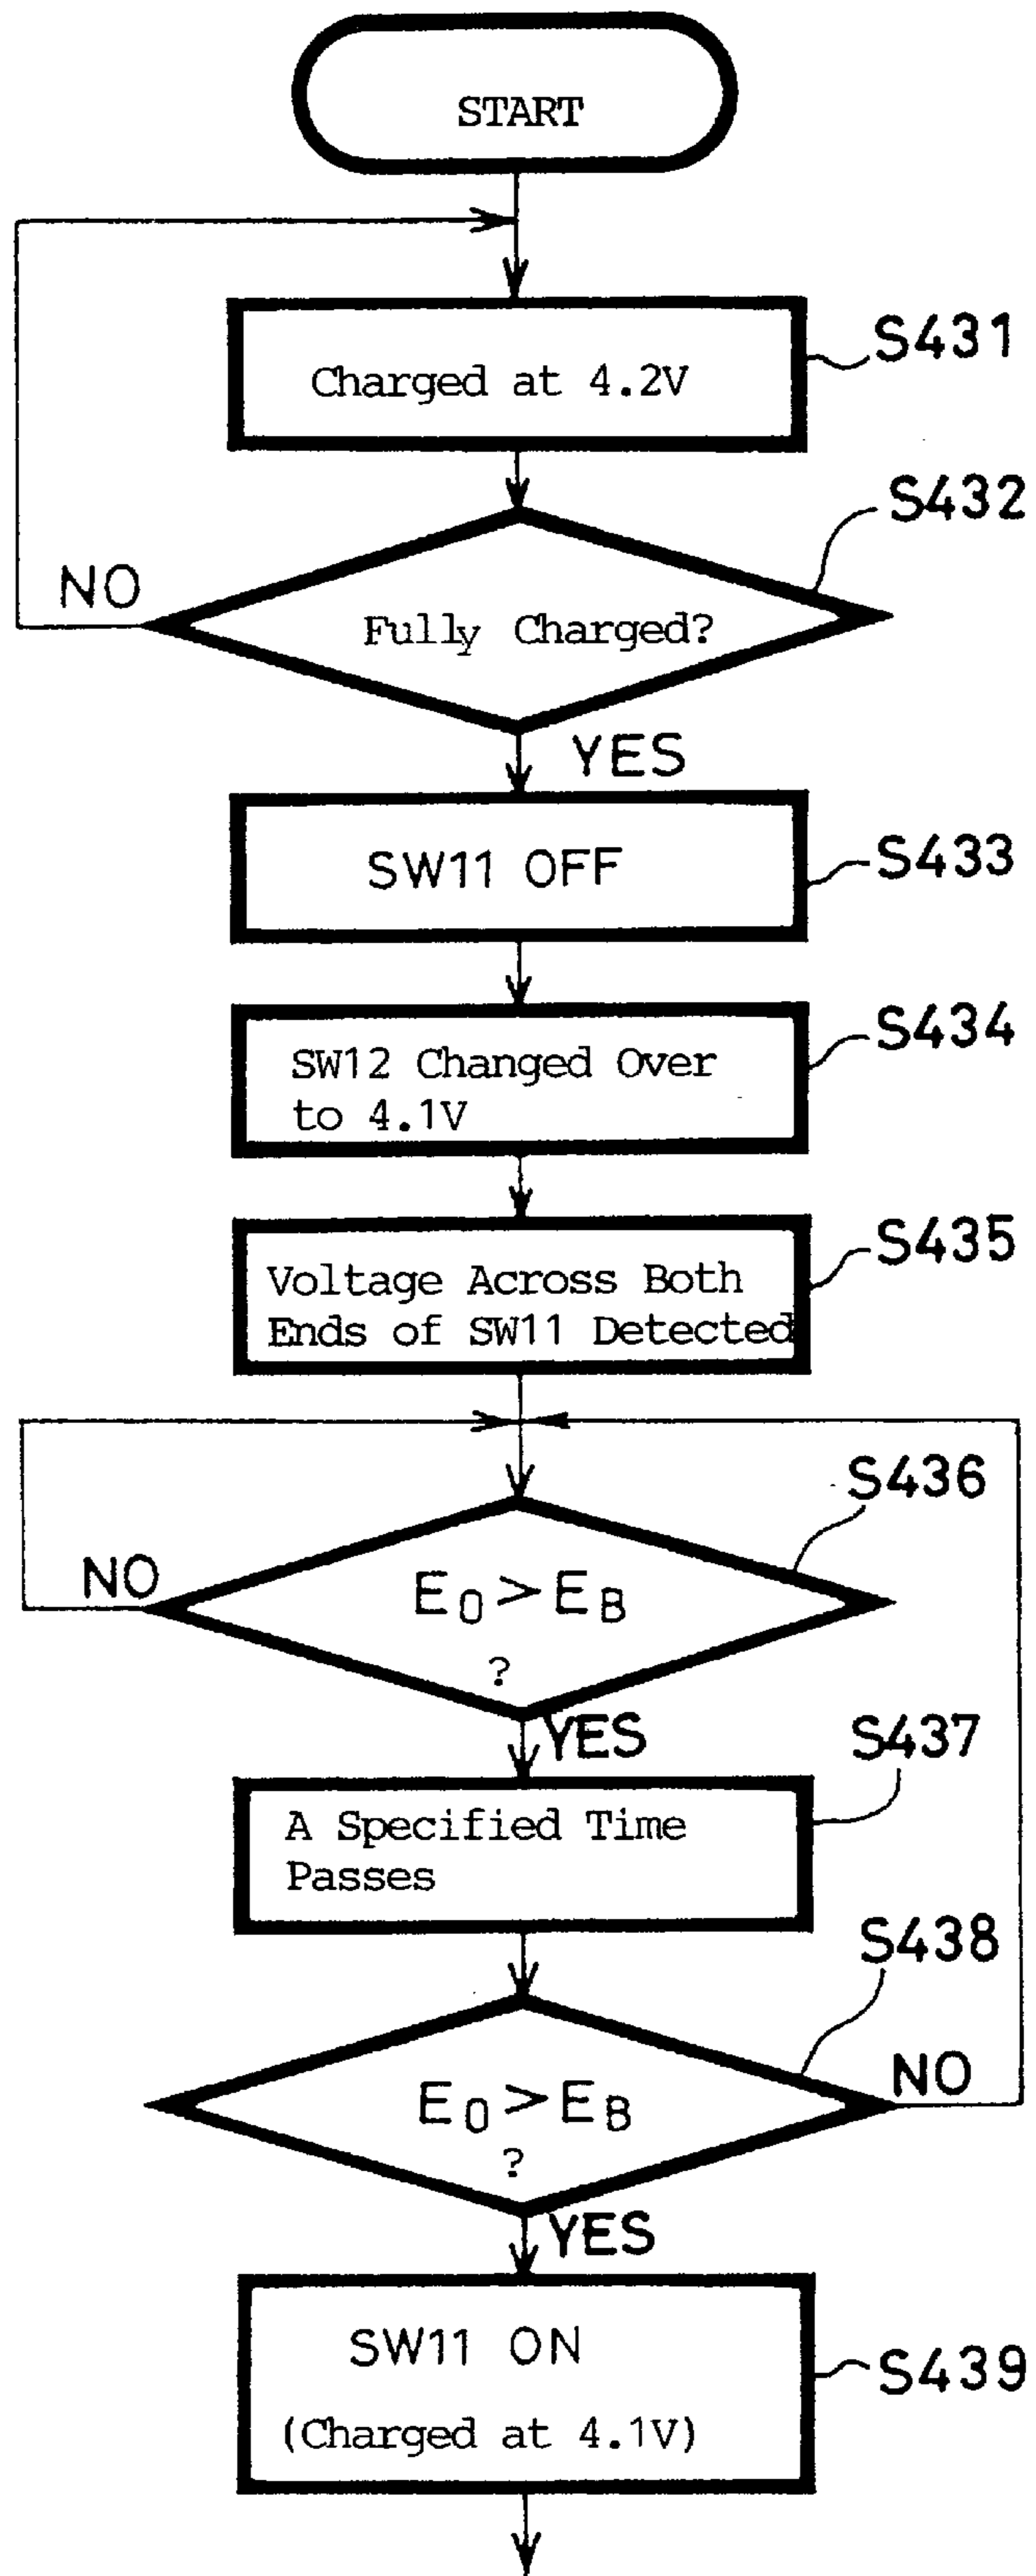 START
Charged at 4.2V
S431
S432
NO
Fully Charged?
YES
SW11 OFF
S433
SW12 Changed Over
to 4.1V
S434
Voltage Across Both
Ends of SW11 Detected
S435
S436
NO
E0 > EB
?
YES
S437
A Specified Time
Passes
S438
E0 > EB
?
NO
YES
SW11 ON
(Charged at 4.1V)
S439